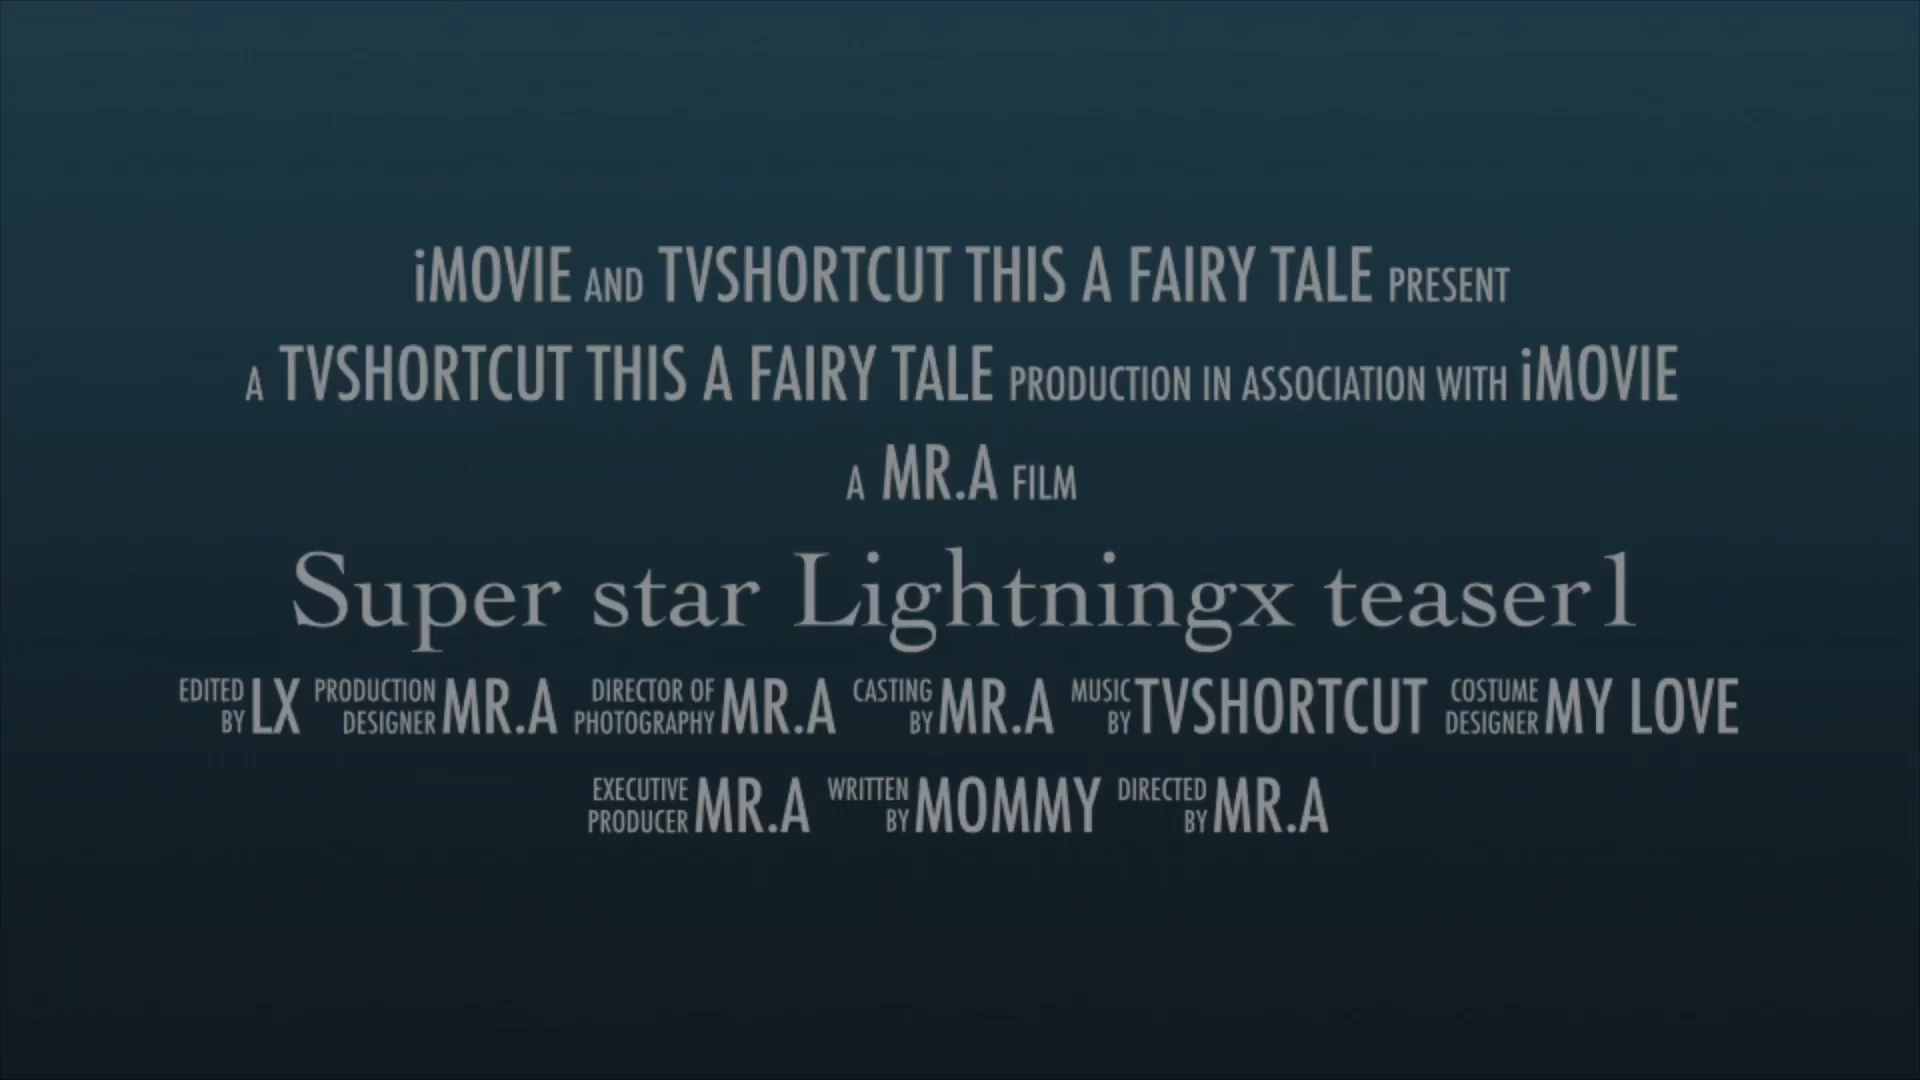 iMOVIE AND TVSHORTCUT THIS A FAIRY TALE PRESENT
A TVSHORTCUT THIS A FAIRY TALE PRODUCTION IN ASSOCIATION WITH iMOVIE
A MR.A FILM
Super star Lightningx teaser1
EDITED BY LX PRODUCTION DESIGNER MR.A DIRECTOR OF PHOTOGRAPHY MR.A CASTING BY MR.A MUSIC BY TVSHORTCUT COSTUME DESIGNER MY LOVE
EXECUTIVE PRODUCER MR.A WRITTEN BY MOMMY DIRECTED BY MR.A